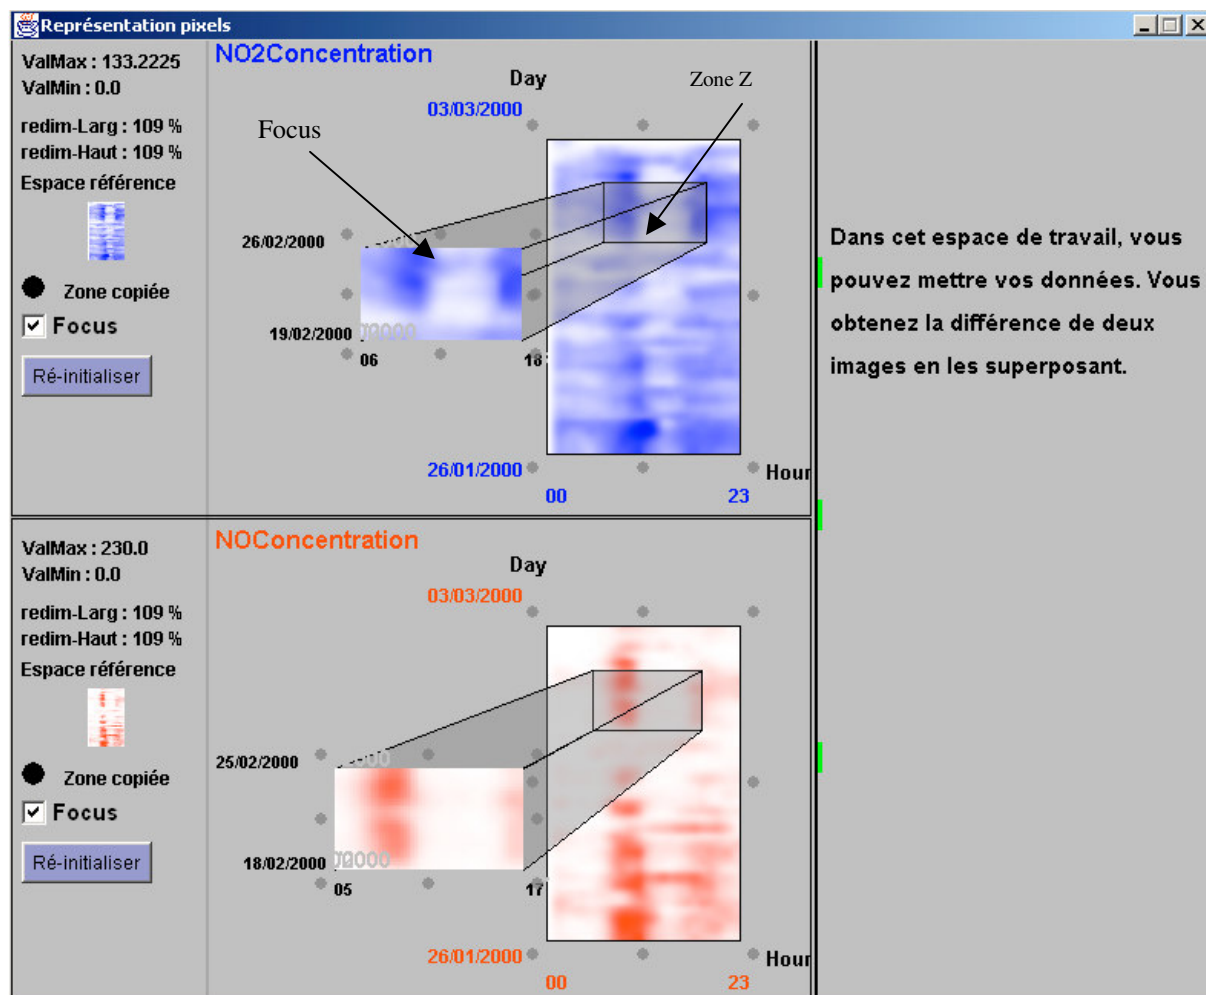 Représentation pixels
ValMax : 133.2225
ValMin : 0.0
redim-Larg : 109 %
redim-Haut : 109 %
Espace référence
Zone copiée
Focus
Ré-initialiser
NO2Concentration
Day
Zone Z
03/03/2000
Focus
26/02/2000
19/02/2000
06
18
26/01/2000
Hour
00
23
Dans cet espace de travail, vous
pouvez mettre vos données. Vous
obtenez la différence de deux
images en les superposant.
ValMax : 230.0
ValMin : 0.0
redim-Larg : 109 %
redim-Haut : 109 %
Espace référence
Zone copiée
Focus
Ré-initialiser
NOConcentration
Day
03/03/2000
25/02/2000
18/02/2000
05
17
26/01/2000
Hour
00
23